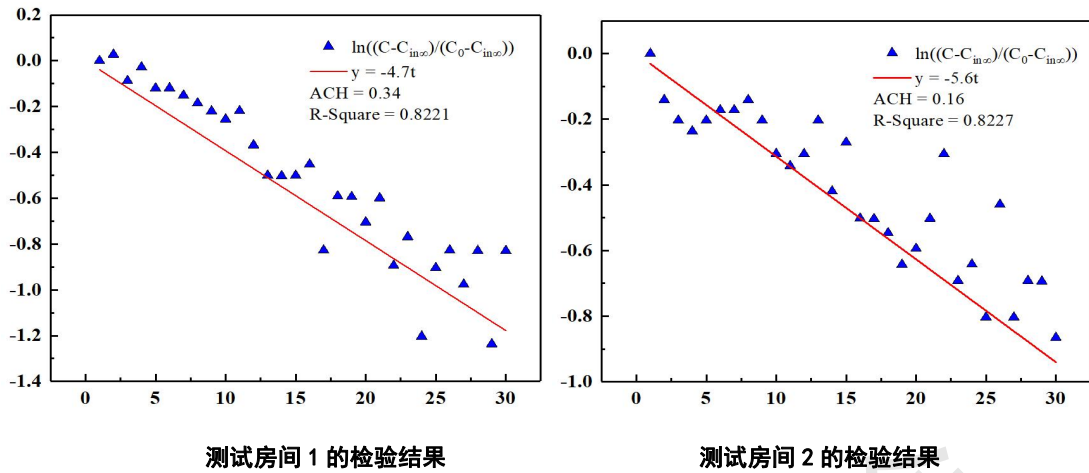 0.2
0.0
-0.2
-0.4
-0.6
-0.8
-1.0
-1.2
-1.4
0 5 10 15 20 25 30
ln((C-Cin∞)/(C0-Cin∞))
y = -4.7t
ACH = 0.34
R-Square = 0.8221
测试房间 1 的检验结果
0.0
-0.2
-0.4
-0.6
-0.8
-1.0
0 5 10 15 20 25 30
ln((C-Cin∞)/(C0-Cin∞))
y = -5.6t
ACH = 0.16
R-Square = 0.8227
测试房间 2 的检验结果